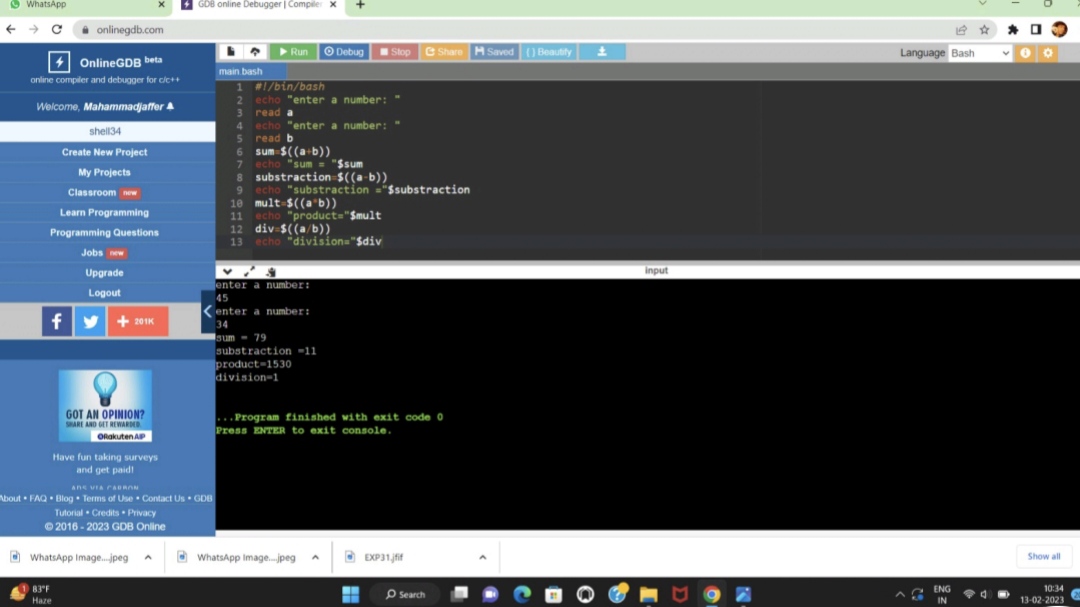 WhatsApp
GDB online Debugger | Compiler
onlinegdb.com
OnlineGDB beta
online compiler and debugger for c/c++
Welcome, Mahammadjaffer
shell34
Create New Project
My Projects
Classroom new
Learn Programming
Programming Questions
Jobs new
Upgrade
Logout
201K
GOT AN OPINION?
SHARE AND GET REWARDED.
Rakuten AIP
Have fun taking surveys
and get paid!
ADS VIA CARBON
About • FAQ • Blog • Terms of Use • Contact Us • GDB
Tutorial • Credits • Privacy
© 2016 - 2023 GDB Online
Run Debug Stop Share Saved {} Beautify
Language Bash
main.bash
1 #!/bin/bash
2 echo "enter a number: "
3 read a
4 echo "enter a number: "
5 read b
6 sum=$((a+b))
7 echo "sum = "$sum
8 substraction=$((a-b))
9 echo "substraction ="$substraction
10 mult=$((a*b))
11 echo "product="$mult
12 div=$((a/b))
13 echo "division="$div
input
enter a number:
45
enter a number:
34
sum = 79
substraction =11
product=1530
division=1
...Program finished with exit code 0
Press ENTER to exit console.
WhatsApp Image....jpeg
WhatsApp Image....jpeg
EXP31.jfif
Show all
1
83°F
Haze
Search
ENG
IN
10:34
13-02-2023